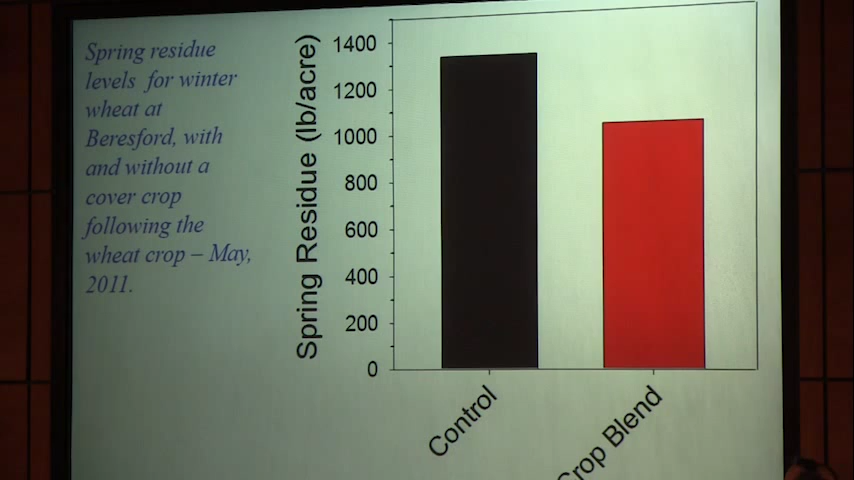 Spring residue
levels for winter
wheat at
Beresford, with
and without a
cover crop
following the
wheat crop – May,
2011.
Spring Residue (lb/acre)
1400
1200
1000
800
600
400
200
0
Control
Crop Blend